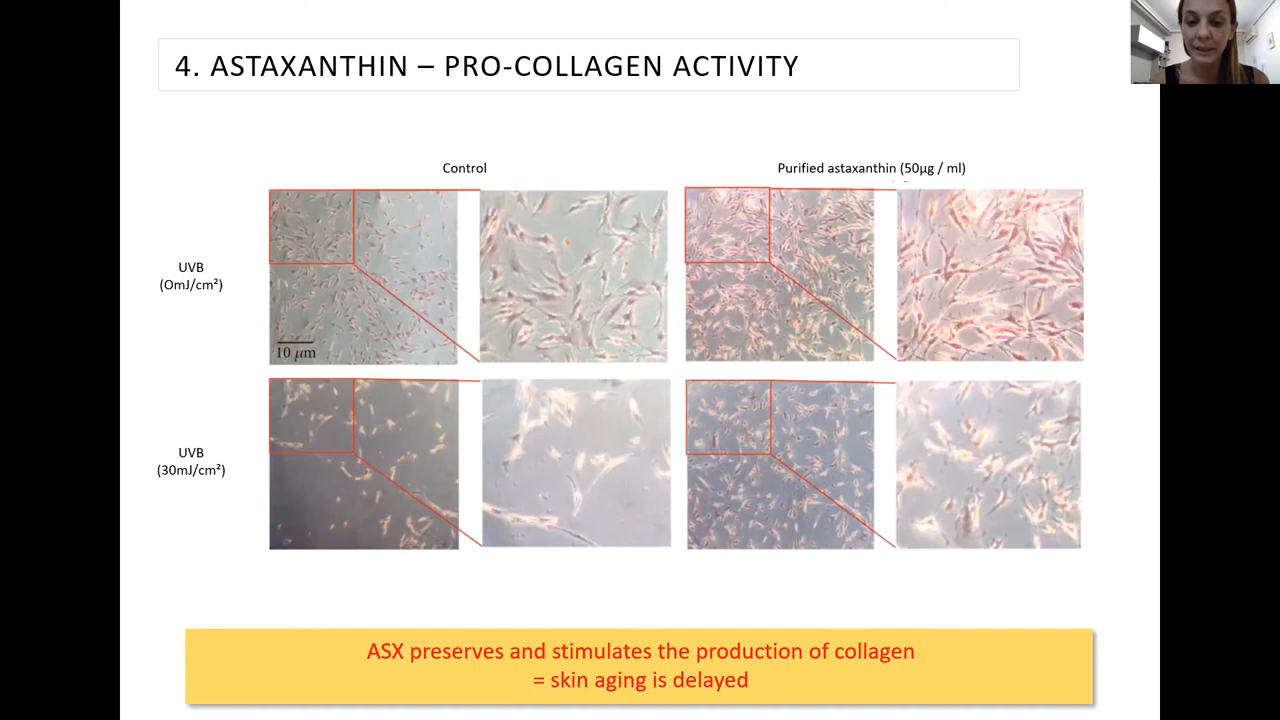 4. ASTAXANTHIN – PRO-COLLAGEN ACTIVITY
Control
Purified astaxanthin (50µg / ml)
UVB
(OmJ/cm²)
10 µm
UVB
(30mJ/cm²)
ASX preserves and stimulates the production of collagen
= skin aging is delayed